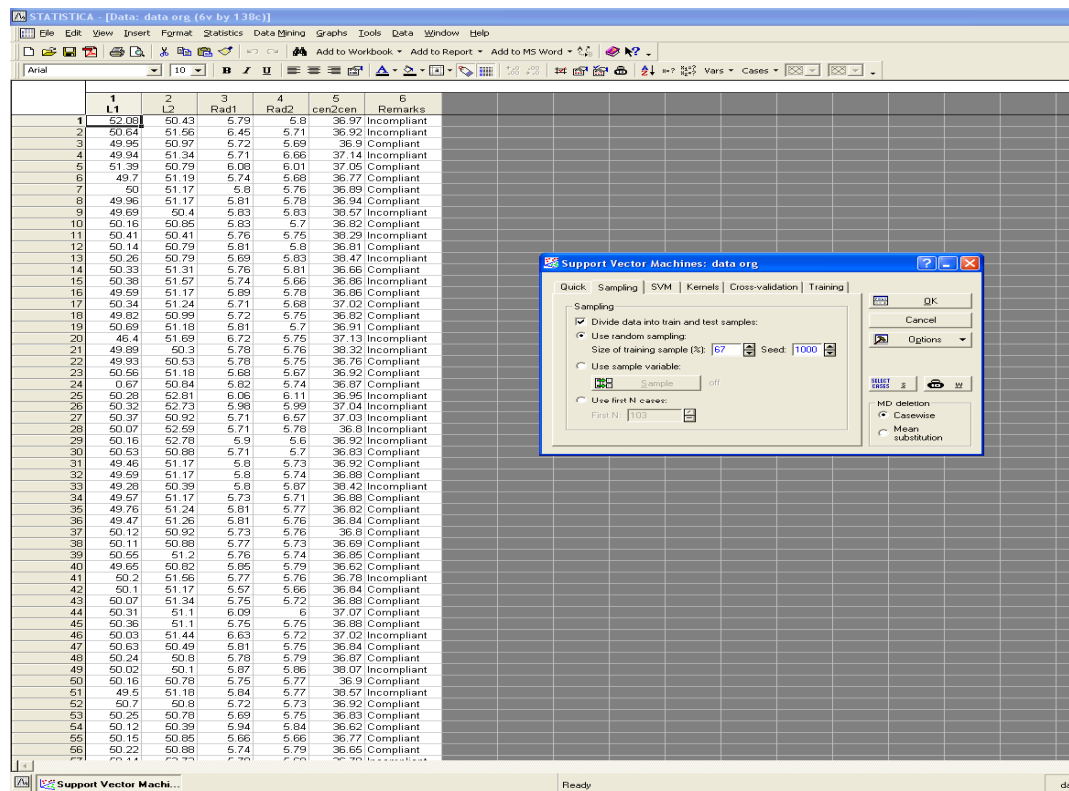 STATISTICA - [Data: data org (6v by 138c)]
File Edit View Insert Format Statistics Data Mining Graphs Tools Data Window Help
Add to Workbook Add to Report Add to MS Word
Arial 10 B I U Vars Cases
1 2 3 4 5 6
L1 L2 Rad1 Rad2 cen2cen Remarks
1 52.08 50.43 5.79 5.8 36.97 Incompliant
2 50.64 51.56 6.45 5.71 36.92 Incompliant
3 49.95 50.97 5.72 5.69 36.9 Compliant
4 49.94 51.34 5.71 6.66 37.14 Incompliant
5 51.39 50.79 6.08 6.01 37.05 Compliant
6 49.7 51.19 5.74 5.68 36.77 Compliant
7 50 51.17 5.8 5.76 36.89 Compliant
8 49.96 51.17 5.81 5.78 36.94 Compliant
9 49.69 50.4 5.83 5.83 38.57 Incompliant
10 50.16 50.85 5.83 5.7 36.82 Compliant
11 50.41 50.41 5.76 5.75 38.29 Incompliant
12 50.14 50.79 5.81 5.8 36.81 Compliant
13 50.26 50.79 5.69 5.83 38.47 Incompliant
14 50.33 51.31 5.76 5.81 36.66 Compliant
15 50.38 51.57 5.74 5.66 36.86 Incompliant
16 49.59 51.17 5.89 5.78 36.86 Compliant
17 50.34 51.24 5.71 5.68 37.02 Compliant
18 49.82 50.99 5.72 5.75 36.82 Compliant
19 50.69 51.18 5.81 5.7 36.91 Compliant
20 46.4 51.69 6.72 5.75 37.13 Incompliant
21 49.89 50.3 5.78 5.76 38.32 Incompliant
22 49.93 50.53 5.78 5.75 36.76 Compliant
23 50.56 51.18 5.68 5.67 36.92 Compliant
24 0.67 50.84 5.82 5.74 36.87 Compliant
25 50.28 52.81 6.06 6.11 36.95 Incompliant
26 50.32 52.73 5.98 5.99 37.04 Incompliant
27 50.37 50.92 5.71 6.57 37.03 Incompliant
28 50.07 52.59 5.71 5.78 36.8 Incompliant
29 50.16 52.78 5.9 5.6 36.92 Incompliant
30 50.53 50.88 5.71 5.7 36.83 Compliant
31 49.46 51.17 5.8 5.73 36.92 Compliant
32 49.59 51.17 5.8 5.74 36.88 Compliant
33 49.28 50.39 5.8 5.87 38.42 Incompliant
34 49.57 51.17 5.73 5.71 36.88 Compliant
35 49.76 51.24 5.81 5.77 36.82 Compliant
36 49.47 51.26 5.81 5.76 36.84 Compliant
37 50.12 50.92 5.73 5.76 36.8 Compliant
38 50.11 50.88 5.77 5.73 36.69 Compliant
39 50.55 51.2 5.76 5.74 36.85 Compliant
40 49.65 50.82 5.85 5.79 36.62 Compliant
41 50.2 51.56 5.77 5.76 36.78 Incompliant
42 50.1 51.17 5.57 5.66 36.84 Compliant
43 50.07 51.34 5.75 5.72 36.88 Compliant
44 50.31 51.1 6.09 6 37.07 Compliant
45 50.36 51.1 5.75 5.75 36.88 Compliant
46 50.03 51.44 6.63 5.72 37.02 Incompliant
47 50.63 50.49 5.81 5.75 36.84 Compliant
48 50.24 50.8 5.78 5.79 36.87 Compliant
49 50.02 50.1 5.87 5.86 38.07 Incompliant
50 50.16 50.78 5.75 5.77 36.9 Compliant
51 49.5 51.18 5.84 5.77 38.57 Incompliant
52 50.7 50.8 5.72 5.73 36.92 Compliant
53 50.25 50.78 5.69 5.75 36.83 Compliant
54 50.12 50.39 5.94 5.84 36.62 Compliant
55 50.15 50.85 5.66 5.66 36.77 Compliant
56 50.22 50.88 5.74 5.79 36.65 Compliant
Support Vector Machines: data org
Quick Sampling SVM Kernels Cross-validation Training
Sampling
Divide data into train and test samples:
Use random sampling:
Size of training sample (%): 67 Seed: 1000
Use sample variable:
Sample off
Use first N cases:
First N: 103
OK
Cancel
Options
SELECT CASES S W
MD deletion
Casewise
Mean substitution
Support Vector Machi... Ready